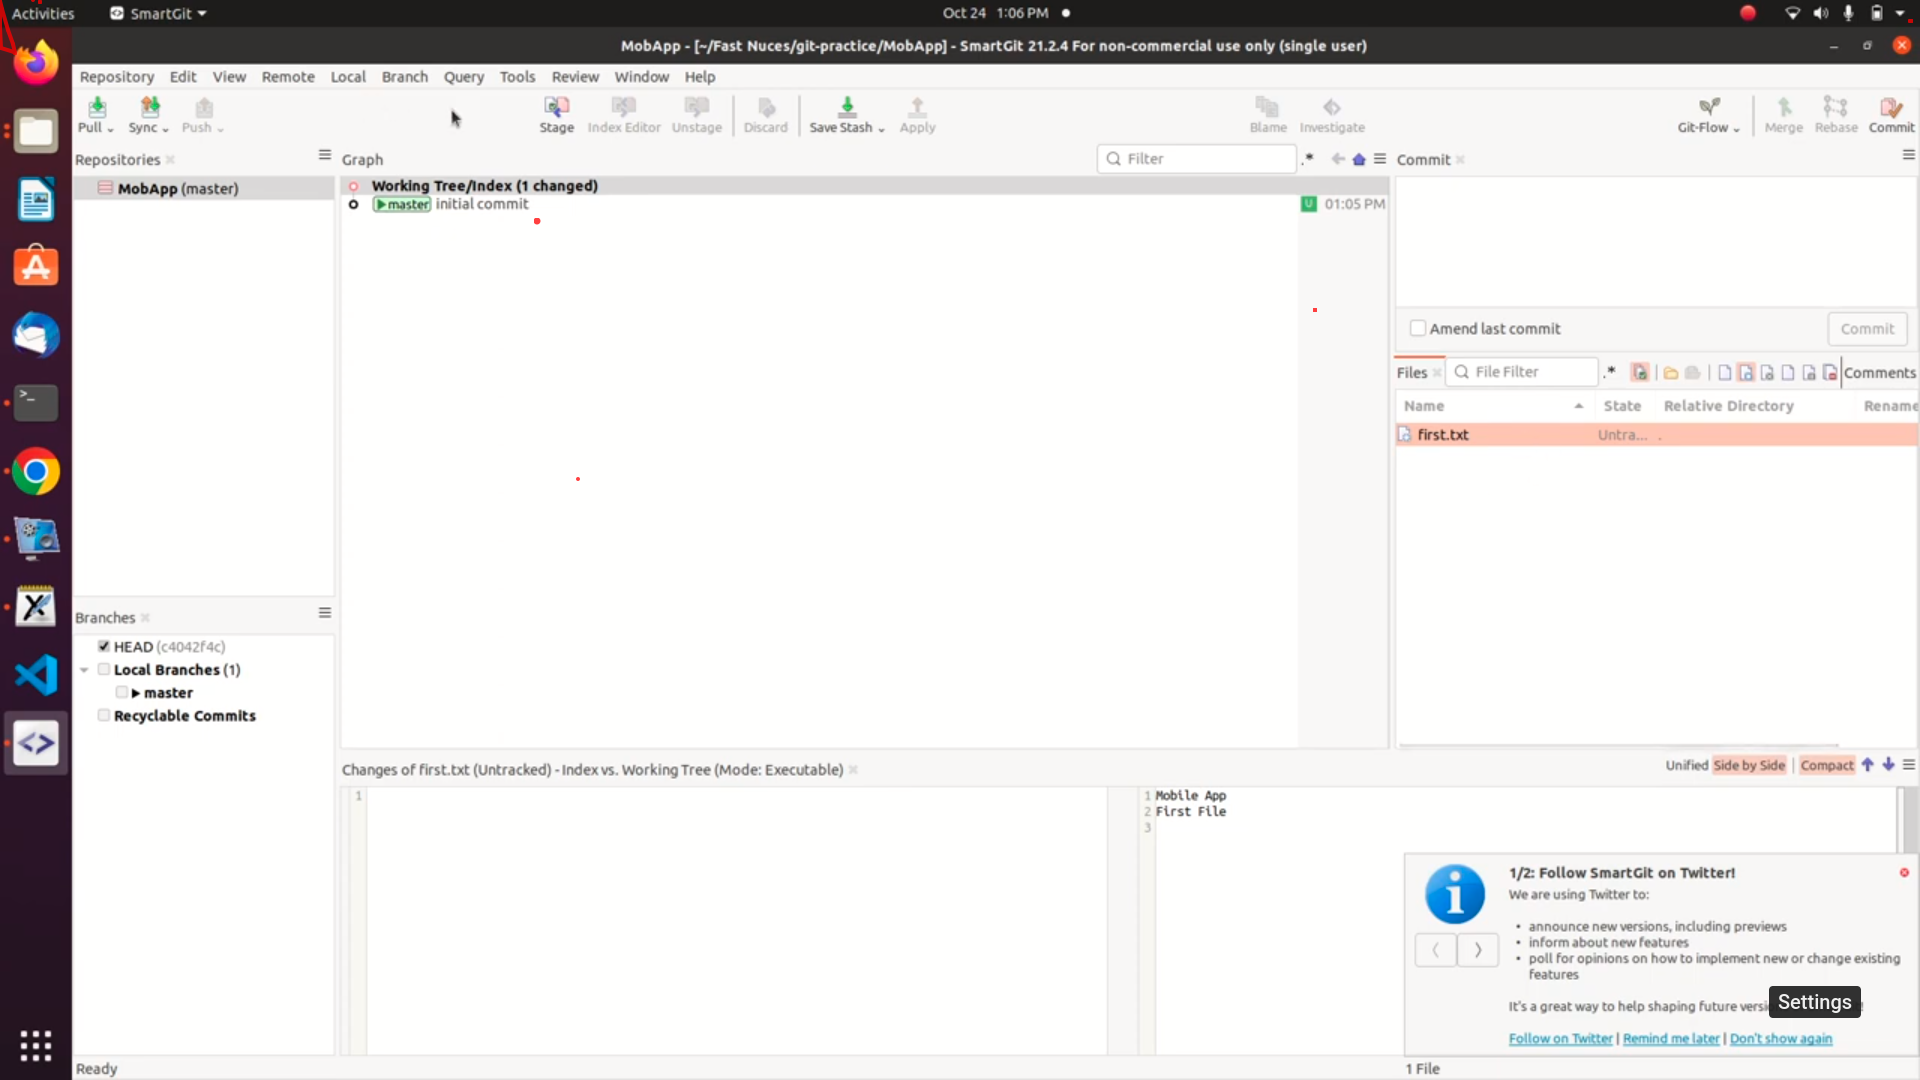 Activities
SmartGit
Oct 24 1:06 PM
MobApp - [~/Fast Nuces/git-practice/MobApp] - SmartGit 21.2.4 For non-commercial use only (single user)
Repository Edit View Remote Local Branch Query Tools Review Window Help
Pull Sync Push Stage Index Editor Unstage Discard Save Stash Apply Blame Investigate Git-Flow Merge Rebase Commit
Repositories
MobApp (master)
Graph
Filter
.*
Working Tree/Index (1 changed)
master initial commit
U 01:05 PM
Commit
Amend last commit
Commit
Files
File Filter
.*
Comments
Name State Relative Directory Rename
first.txt Untra... .
Branches
HEAD (c4042f4c)
Local Branches (1)
master
Recyclable Commits
Changes of first.txt (Untracked) - Index vs. Working Tree (Mode: Executable)
Unified Side by Side Compact
1
1 Mobile App
2 First File
3
1/2: Follow SmartGit on Twitter!
We are using Twitter to:
• announce new versions, including previews
• inform about new features
• poll for opinions on how to implement new or change existing
features
It's a great way to help shaping future
Settings
Follow on Twitter | Remind me later | Don't show again
Ready
1 File